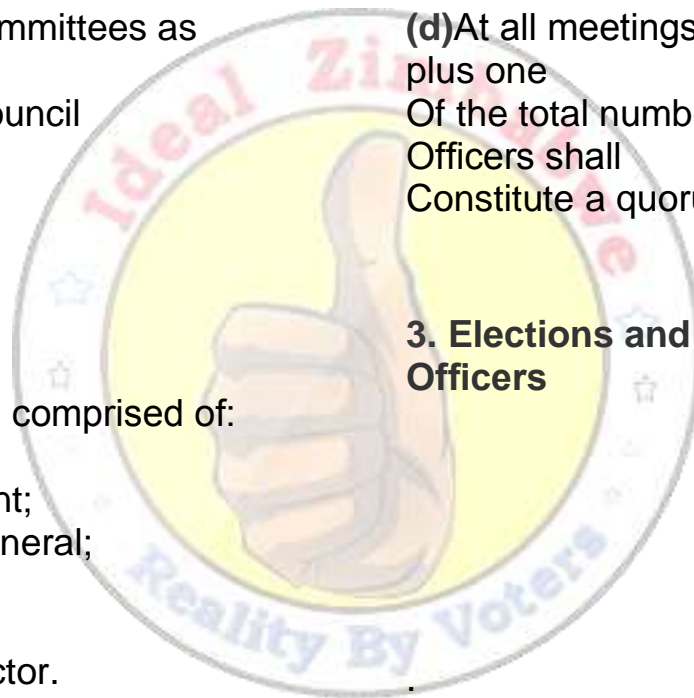 mmittees as
ouncil
comprised of:
nt;
neral;
ctor.
(d)At all meetings
plus one
Of the total numb
Officers shall
Constitute a quoru
3. Elections and
Officers
.
Ideal Zimbabwe
Reality By Voters